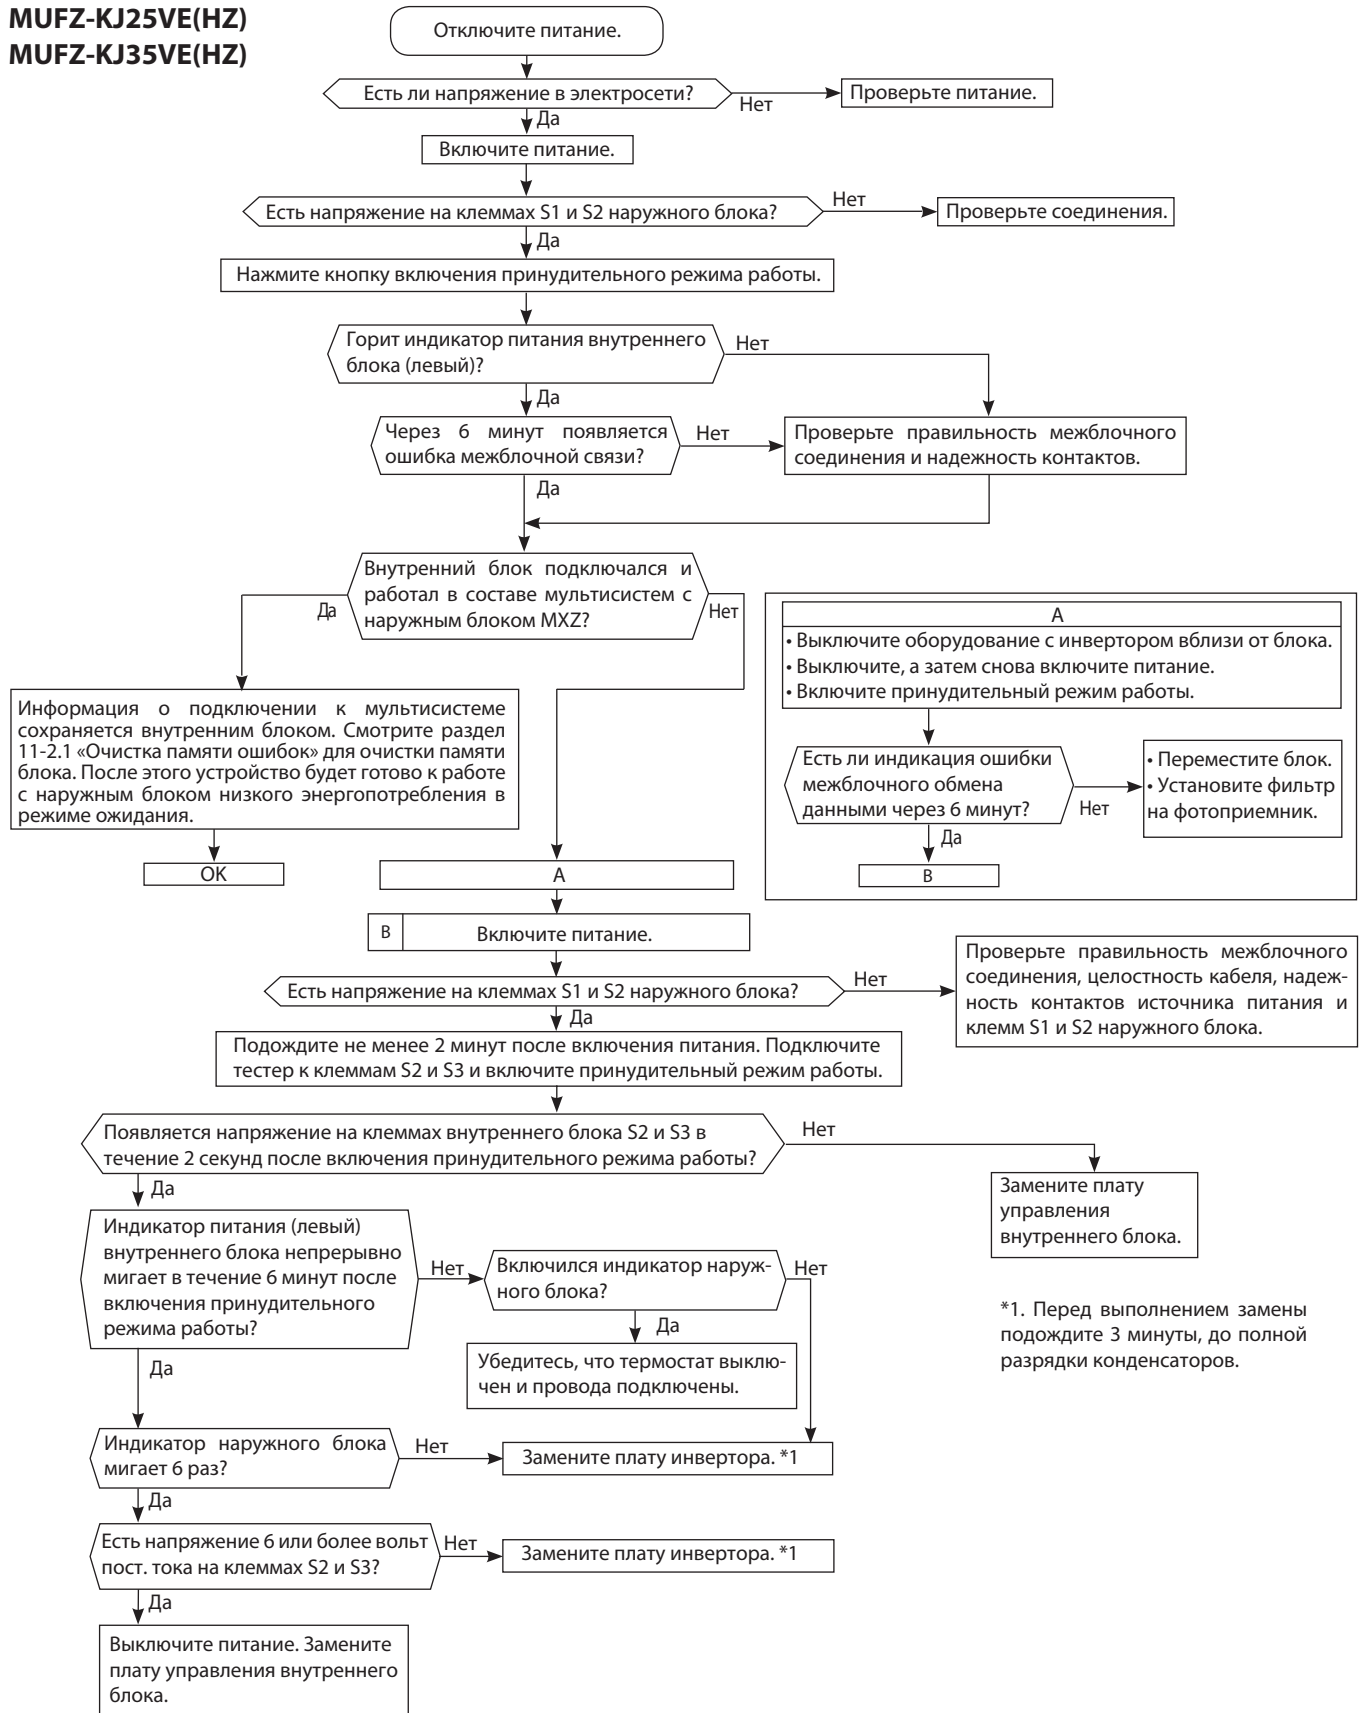 MUFZ-KJ25VE(HZ)
MUFZ-KJ35VE(HZ)
Отключите питание.
Есть ли напряжение в электросети?
Нет
Проверьте питание.
Да
Включите питание.
Есть напряжение на клеммах S1 и S2 наружного блока?
Нет
Проверьте соединения.
Да
Нажмите кнопку включения принудительного режима работы.
Горит индикатор питания внутреннего
блока (левый)?
Нет
Да
Через 6 минут появляется
ошибка межблочной связи?
Нет
Проверьте правильность межблочного
соединения и надежность контактов.
Да
Внутренний блок подключался и
работал в составе мультисистем с
наружным блоком MXZ?
Да
Нет
Информация о подключении к мультисистеме
сохраняется внутренним блоком. Смотрите раздел
11-2.1 «Очистка памяти ошибок» для очистки памяти
блока. После этого устройство будет готово к работе
с наружным блоком низкого энергопотребления в
режиме ожидания.
OK
A
• Выключите оборудование с инвертором вблизи от блока.
• Выключите, а затем снова включите питание.
• Включите принудительный режим работы.
Есть ли индикация ошибки
межблочного обмена
данными через 6 минут?
Нет
• Переместите блок.
• Установите фильтр
на фотоприемник.
Да
B
A
B
Включите питание.
Есть напряжение на клеммах S1 и S2 наружного блока?
Нет
Проверьте правильность межблочного
соединения, целостность кабеля, надеж-
ность контактов источника питания и
клемм S1 и S2 наружного блока.
Да
Подождите не менее 2 минут после включения питания. Подключите
тестер к клеммам S2 и S3 и включите принудительный режим работы.
Появляется напряжение на клеммах внутреннего блока S2 и S3 в
течение 2 секунд после включения принудительного режима работы?
Нет
Замените плату
управления
внутреннего блока.
Да
Индикатор питания (левый)
внутреннего блока непрерывно
мигает в течение 6 минут после
включения принудительного
режима работы?
Нет
Включился индикатор наруж-
ного блока?
Нет
Да
Убедитесь, что термостат выклю-
чен и провода подключены.
*1. Перед выполнением замены
подождите 3 минуты, до полной
разрядки конденсаторов.
Да
Индикатор наружного блока
мигает 6 раз?
Нет
Замените плату инвертора. *1
Да
Есть напряжение 6 или более вольт
пост. тока на клеммах S2 и S3?
Нет
Замените плату инвертора. *1
Да
Выключите питание. Замените
плату управления внутреннего
блока.